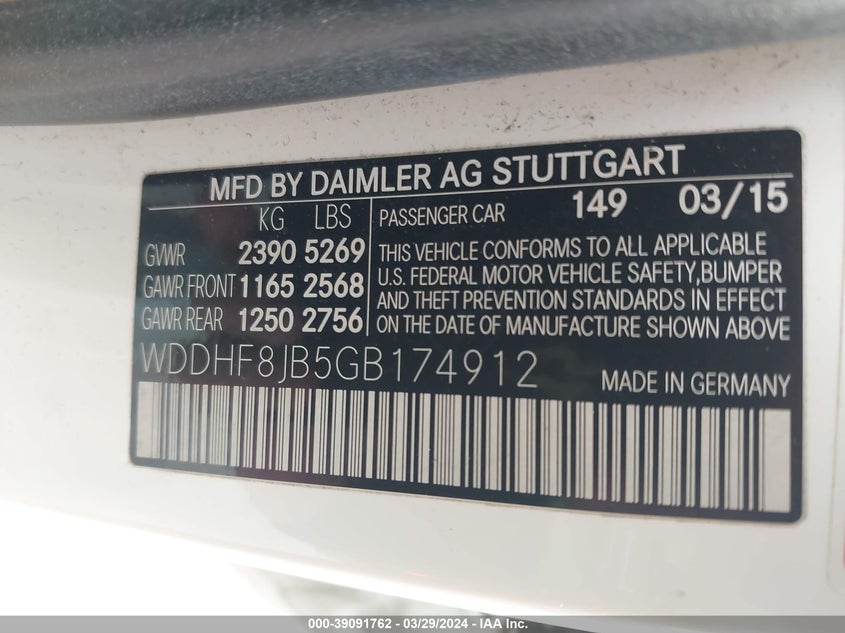 MFD BY DAIMLER AG STUTTGART
KG LBS
GVWR 2390 5269
GAWR FRONT 1165 2568
GAWR REAR 1250 2756
PASSENGER CAR 149 03/15
THIS VEHICLE CONFORMS TO ALL APPLICABLE
U.S. FEDERAL MOTOR VEHICLE SAFETY,BUMPER
AND THEFT PREVENTION STANDARDS IN EFFECT
ON THE DATE OF MANUFACTURE SHOWN ABOVE
WDDHF8JB5GB174912 MADE IN GERMANY
000-39091762 - 03/29/2024 - IAAI.COM